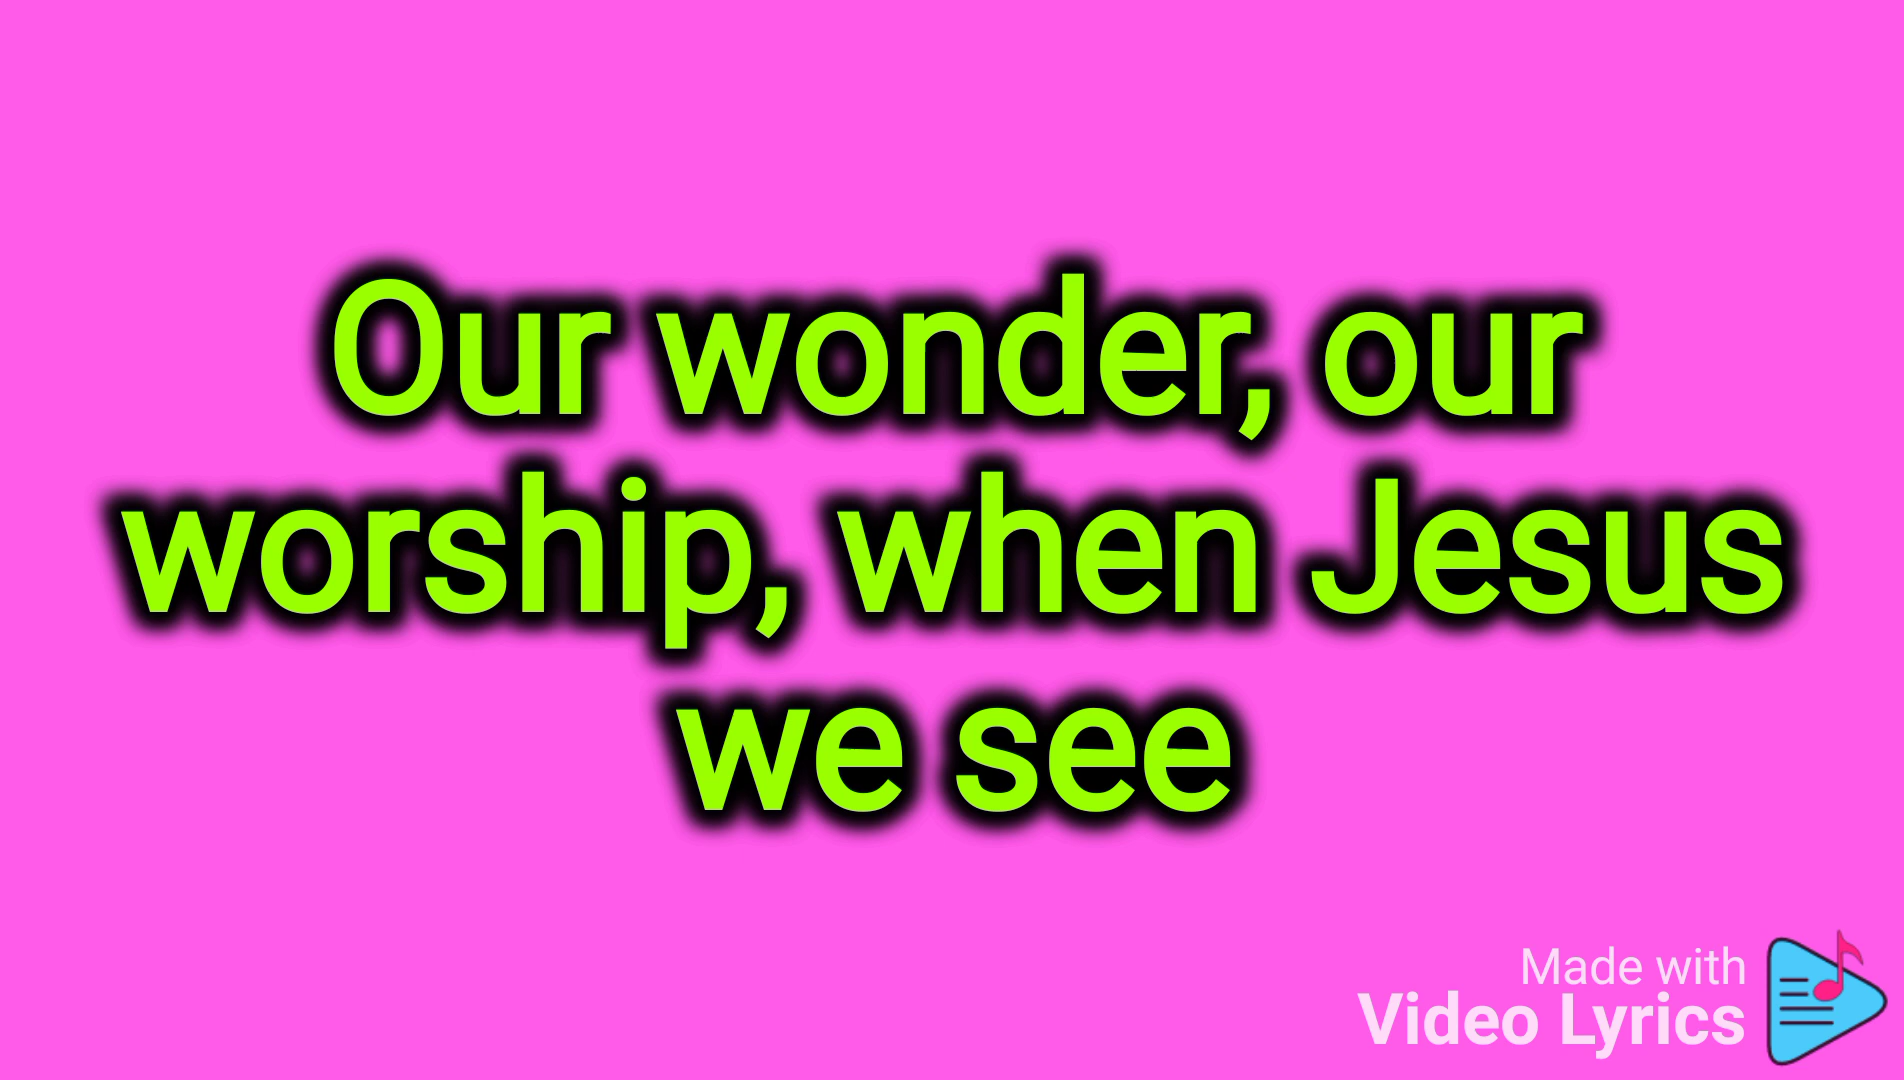 Our wonder, our
worship, when Jesus
we see
Made with
Video Lyrics